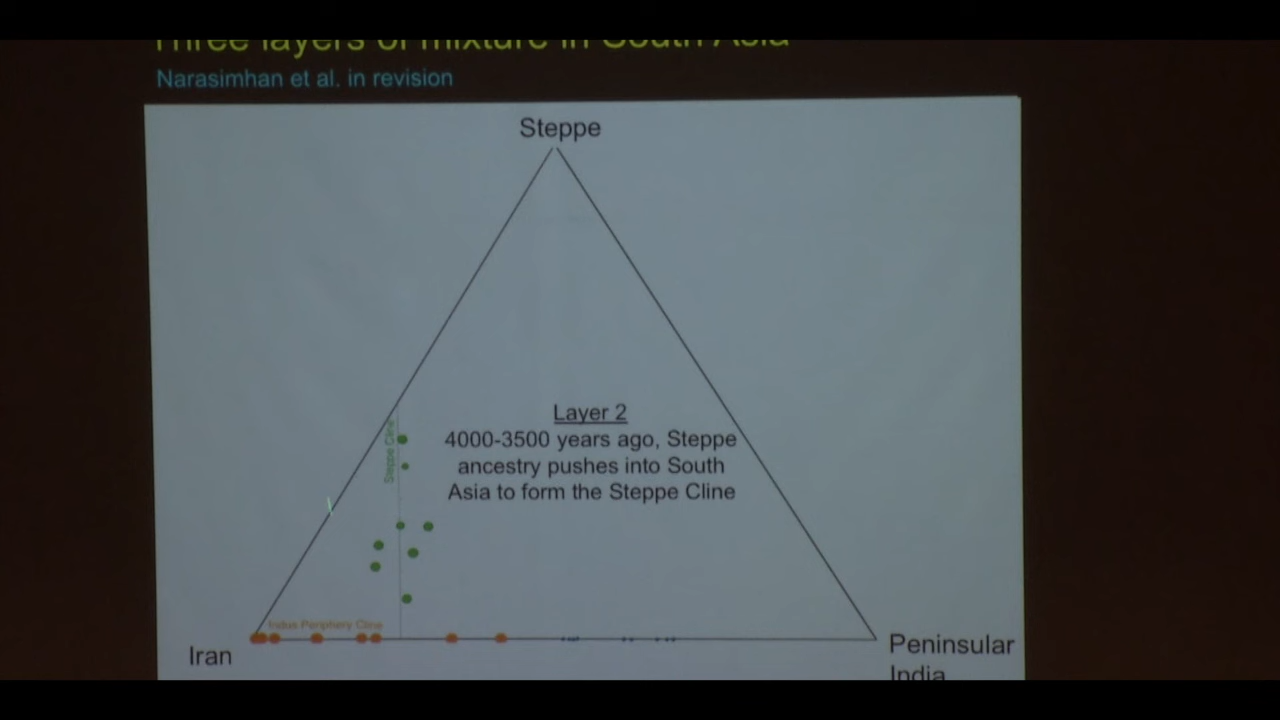 Three layers of mixture in South Asia
Narasimhan et al. in revision
Steppe
Layer 2
4000-3500 years ago, Steppe
ancestry pushes into South
Asia to form the Steppe Cline
Steppe Cline
Indus Periphery Cline
Iran
Peninsular
India